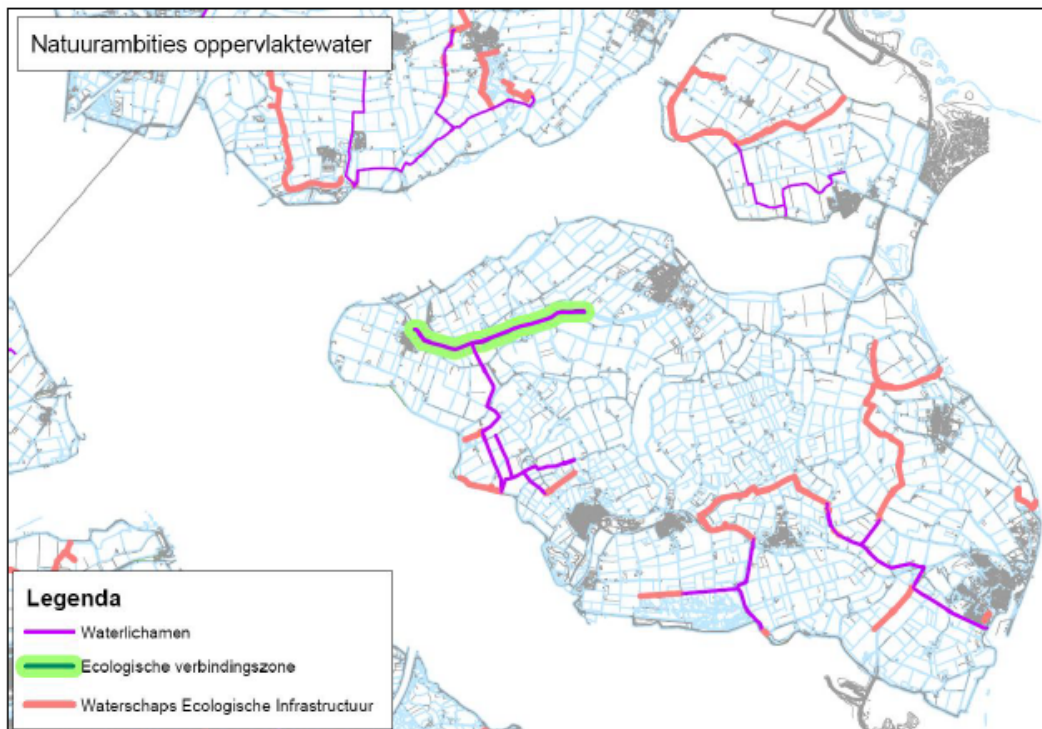 Natuurambities oppervlaktewater
Legenda
Waterlichamen
Ecologische verbindingszone
Waterschaps Ecologische Infrastructuur